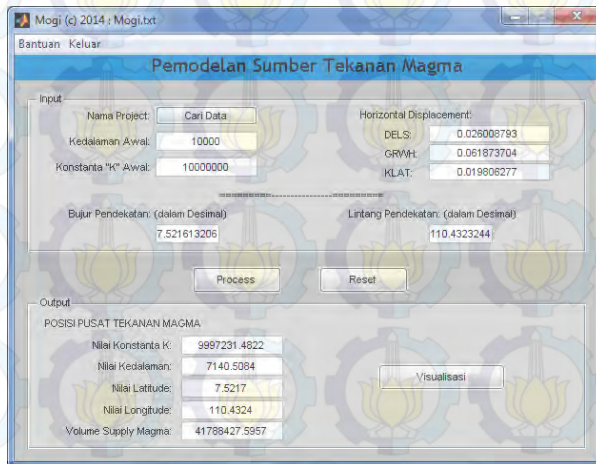 Mogi (c) 2014 : Mogi.txt
Bantuan Keluar
Pemodelan Sumber Tekanan Magma
Input
Nama Project: Cari Data
Kedalaman Awal: 10000
Konstanta "K" Awal: 10000000
Horizontal Displacement:
DELS: 0.026008793
GRWH: 0.061873704
KLAT: 0.019806277
==========--------------------==========
Bujur Pendekatan: (dalam Desimal)
7.521613206
Lintang Pendekatan: (dalam Desimal)
110.4323244
Process
Reset
Output
POSISI PUSAT TEKANAN MAGMA
Nilai Konstanta K: 9997231.4822
Nilai Kedalaman: 7140.5084
Nilai Latitude: 7.5217
Nilai Longitude: 110.4324
Volume Supply Magma: 41788427.5957
Visualisasi